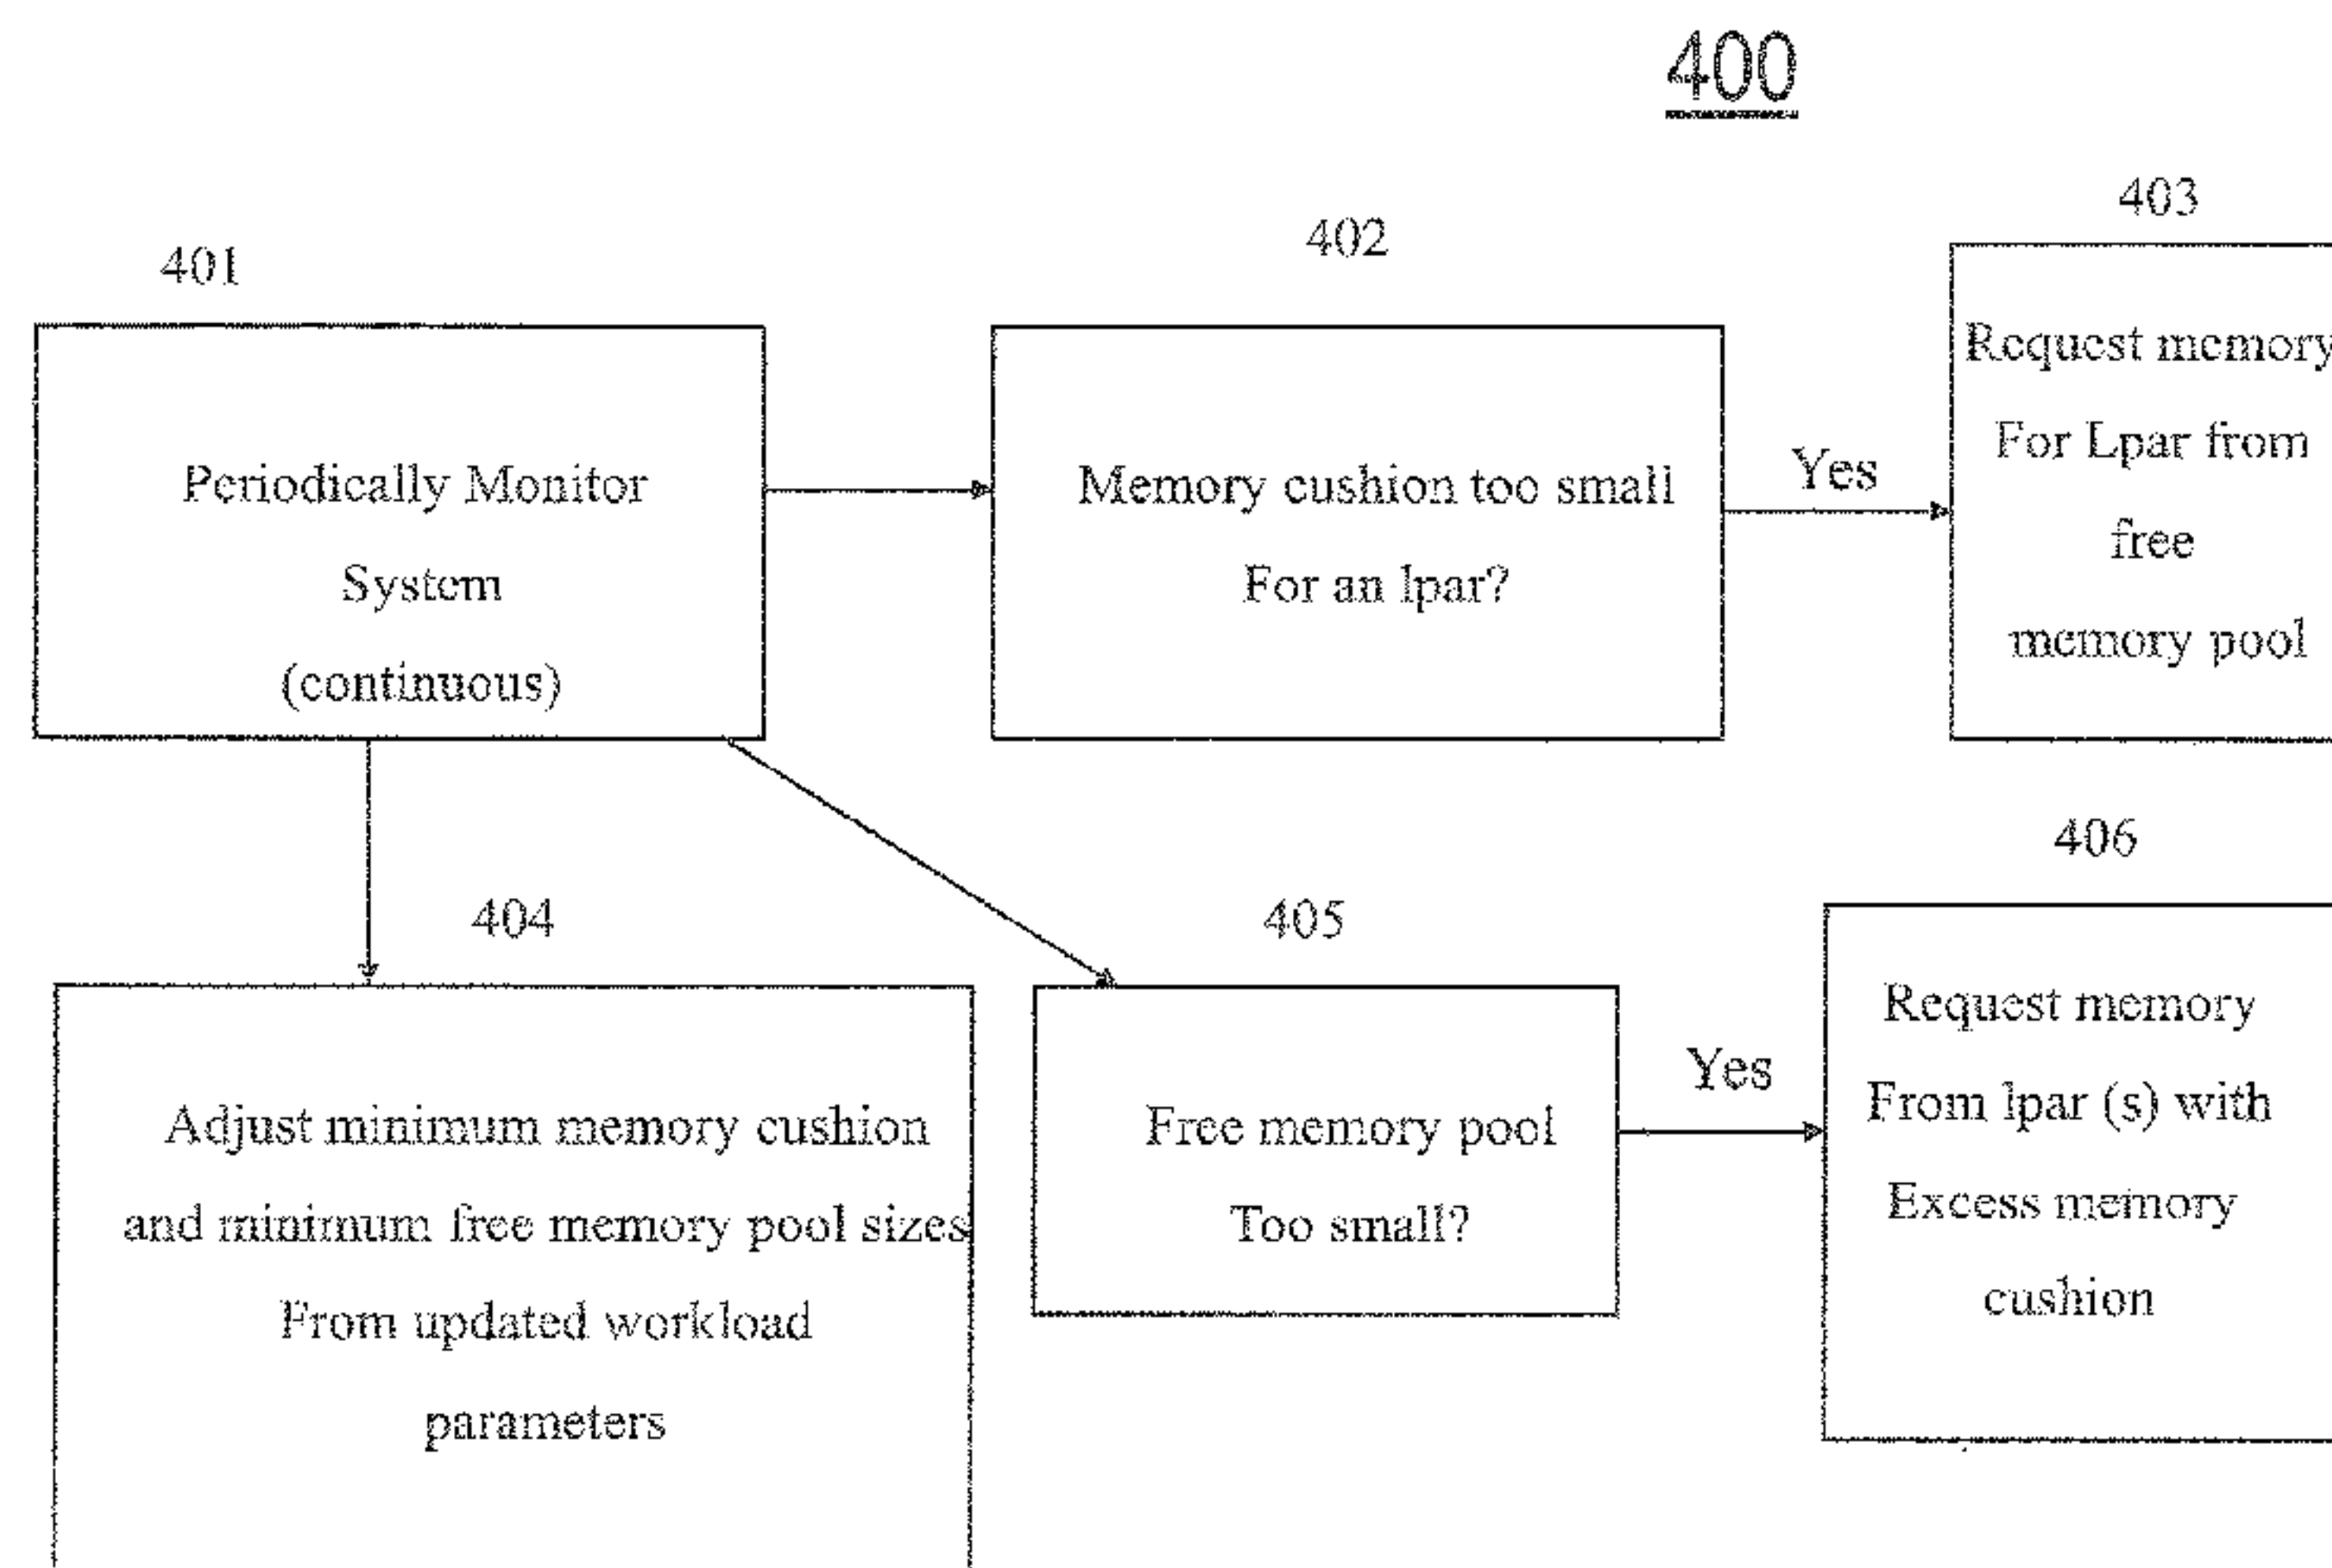 400
401
Periodically Monitor
System
(continuous)
402
Memory cushion too small
For an lpar?
Yes
403
Request memory
For Lpar from
free
memory pool
404
Adjust minimum memory cushion
and minimum free memory pool sizes
From updated workload
parameters
405
Free memory pool
Too small?
Yes
406
Request memory
From lpar (s) with
Excess memory
cushion